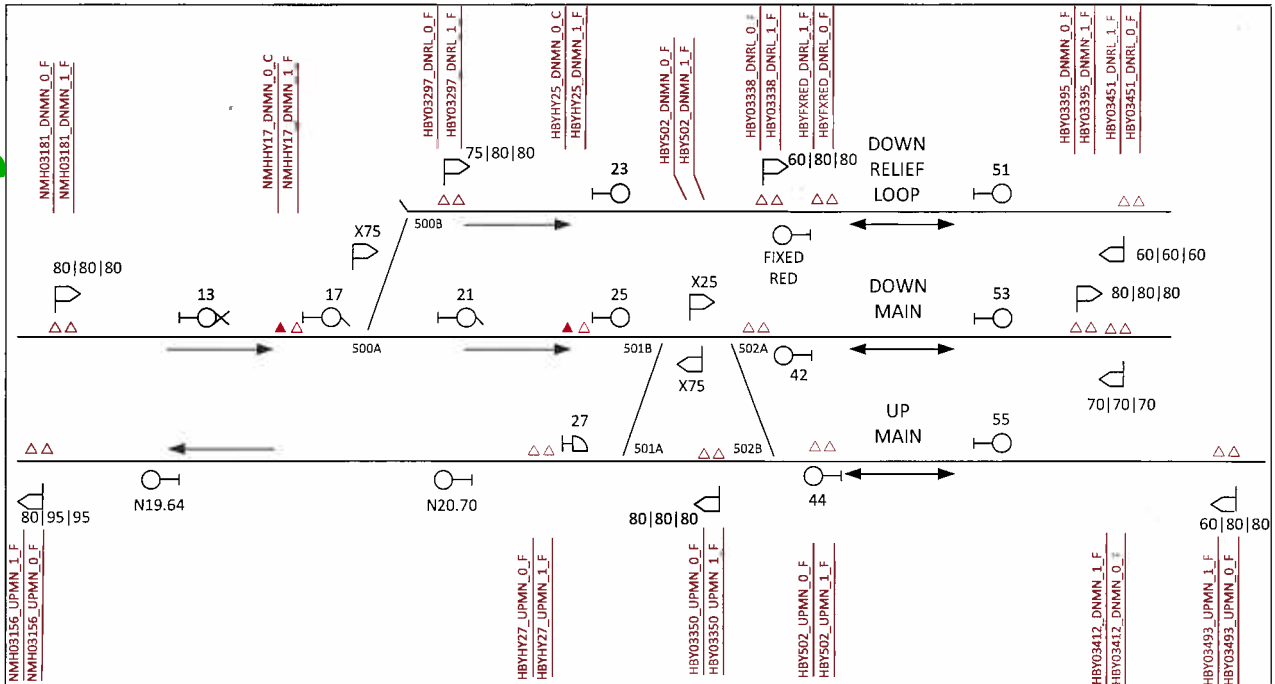 NMH03181_DNMN_0_F
NMH03181_DNMN_1_F
NMHHY17_DNMN_0_C
NMHHY17_DNMN_1_F
HBY03297_DNRL_0_F
HBY03297_DNRL_1_F
HBYHY25_DNMN_0_C
HBYHY25_DNMN_1_F
HBY502_DNMN_0_F
HBY502_DNMN_1_F
HBY03338_DNRL_0_F
HBY03338_DNRL_1_F
HBYFXRED_DNRL_1_F
HBYFXRED_DNRL_0_F
HBY03395_DNMN_0_F
HBY03395_DNMN_1_F
HBY03451_DNRL_1_F
HBY03451_DNRL_0_F
75|80|80
23
60|80|80
DOWN
RELIEF
LOOP
51
500B
X75
FIXED
RED
60|60|60
80|80|80
13
17
21
25
X25
DOWN
MAIN
53
80|80|80
500A
501B
502A
X75
42
70|70|70
27
UP
MAIN
55
501A
502B
N19.64
N20.70
44
80|95|95
80|80|80
60|80|80
NMH03156_UPMN_1_F
NMH03156_UPMN_0_F
HBYHY27_UPMN_0_F
HBYHY27_UPMN_1_F
HBY03350_UPMN_0_F
HBY03350_UPMN_1_F
HBY502_UPMN_0_F
HBY502_UPMN_1_F
HBY03412_DNMN_1_F
HBY03412_DNMN_0_F
HBY03493_UPMN_1_F
HBY03493_UPMN_0_F